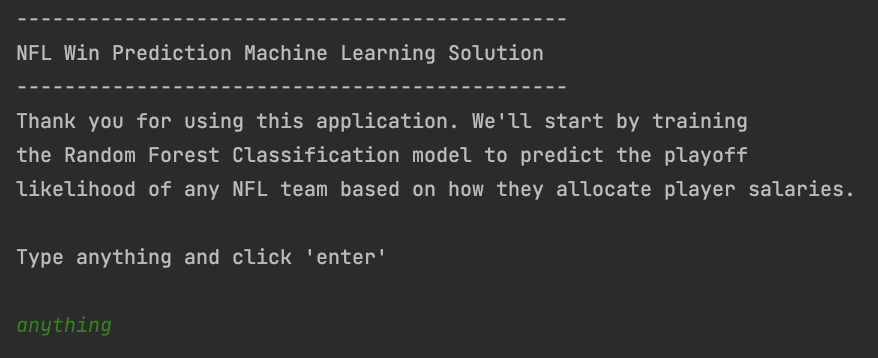 ----------------------------------------------
NFL Win Prediction Machine Learning Solution
----------------------------------------------
Thank you for using this application. We'll start by training
the Random Forest Classification model to predict the playoff
likelihood of any NFL team based on how they allocate player salaries.
Type anything and click 'enter'
anything